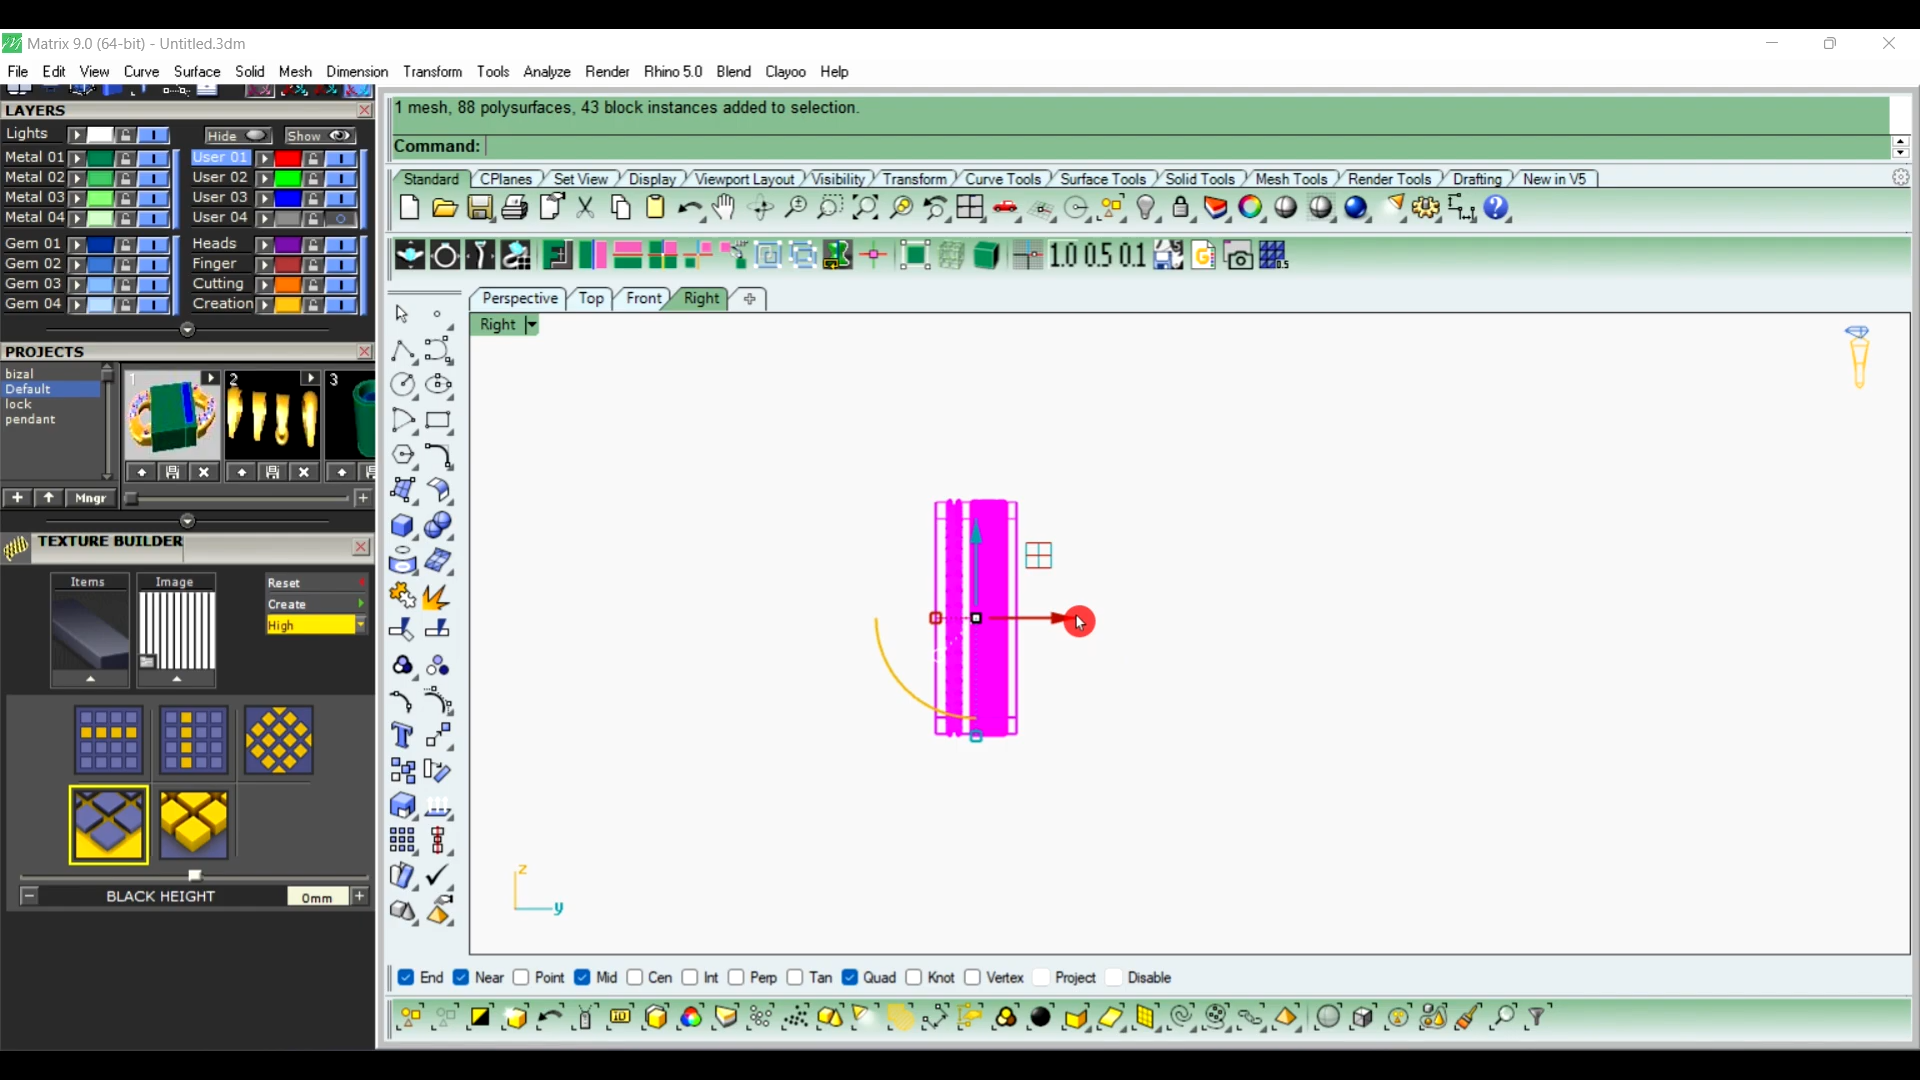 Matrix 9.0 (64-bit) - Untitled.3dm
File Edit View Curve Surface Solid Mesh Dimension Transform Tools Analyze Render Rhino 5.0 Blend Clayoo Help
LAYERS
Lights Hide Show
Metal 01 User 01
Metal 02 User 02
Metal 03 User 03
Metal 04 User 04
Gem 01 Heads
Gem 02 Finger
Gem 03 Cutting
Gem 04 Creation
1 mesh, 88 polysurfaces, 43 block instances added to selection.
Command:
Standard CPlanes Set View Display Viewport Layout Visibility Transform Curve Tools Surface Tools Solid Tools Mesh Tools Render Tools Drafting New in V5
1.0 0.5 0.1
Perspective Top Front Right
Right
PROJECTS
bizal
Default
lock
pendant
1 2 3
Mngr
TEXTURE BUILDER
Items Image Reset
Create
High
BLACK HEIGHT 0mm
z
y
End Near Point Mid Cen Int Perp Tan Quad Knot Vertex Project Disable